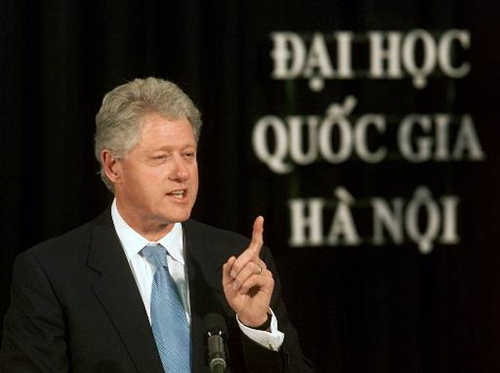 ĐẠI HỌC
QUỐC GIA
HÀ NỘI